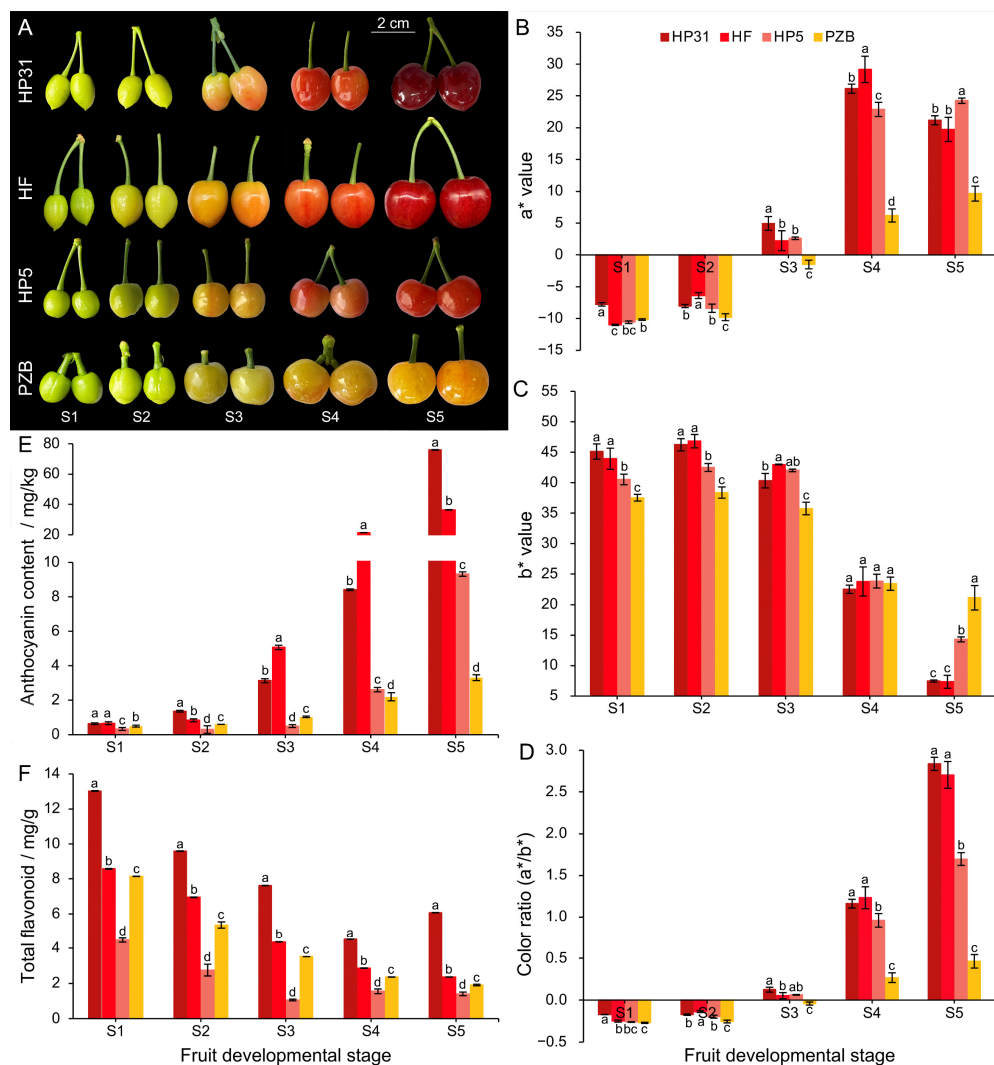 A
2 cm
HP31
HF
HP5
PZB
S1 S2 S3 S4 S5
B
HP31 HF HP5 PZB
a* value
35
30
25
20
15
10
5
0
−5
−10
−15
S1 S2 S3 S4 S5
a c bc b
b a b c
a b b c
b a c d
b b a c
C
b* value
50
45
40
35
30
25
20
15
10
5
a a b c
a a b c
b a ab c
a a a a
c c b a
S1 S2 S3 S4 S5
E
Anthocyanin content / mg/kg
80
60
40
20
10
8
6
4
2
0
a a c b
a b d c
b a d c
b a c d
a b c d
S1 S2 S3 S4 S5
D
Color ratio (a*/b*)
3.0
2.5
2.0
1.5
1.0
0.5
0.0
−0.5
S1 S2 S3 S4 S5
a b bc c
b a b c
a b ab c
a a b c
a a b c
Fruit developmental stage
F
Total flavonoid / mg/g
14
12
10
8
6
4
2
0
a b d c
a b d c
a b d c
a b d c
a b d c
S1 S2 S3 S4 S5
Fruit developmental stage